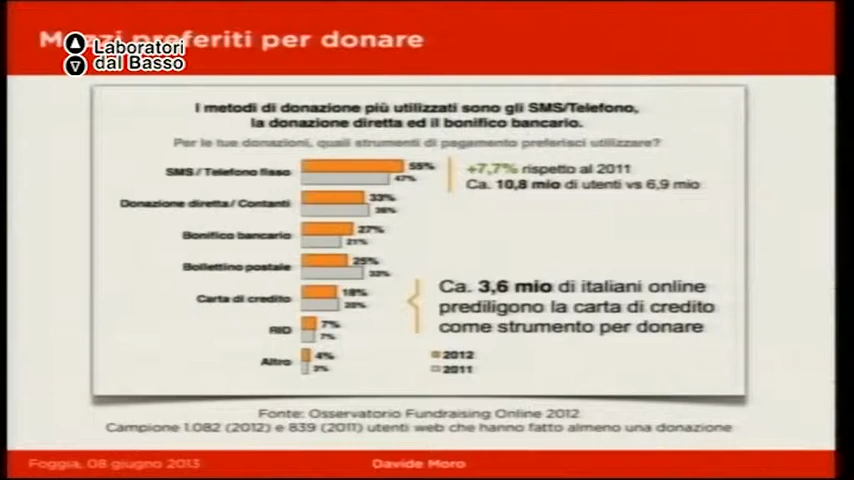 Mezzi preferiti per donare
Laboratori
dal Basso
I metodi di donazione più utilizzati sono gli SMS/Telefono,
la donazione diretta ed il bonifico bancario.
Per le tue donazioni, quali strumenti di pagamento preferisci utilizzare?
SMS / Telefono fisso
55%
47%
+7,7% rispetto al 2011
Ca. 10,8 mio di utenti vs 6,9 mio
Donazione diretta / Contanti
33%
36%
Bonifico bancario
27%
21%
Bollettino postale
25%
33%
Carta di credito
18%
20%
Ca. 3,6 mio di italiani online
prediligono la carta di credito
come strumento per donare
RID
7%
7%
Altro
4%
2012
2011
Fonte: Osservatorio Fundraising Online 2012
Campione 1.082 (2012) e 839 (2011) utenti web che hanno fatto almeno una donazione
Foggia, 08 giugno 2013
Davide Moro